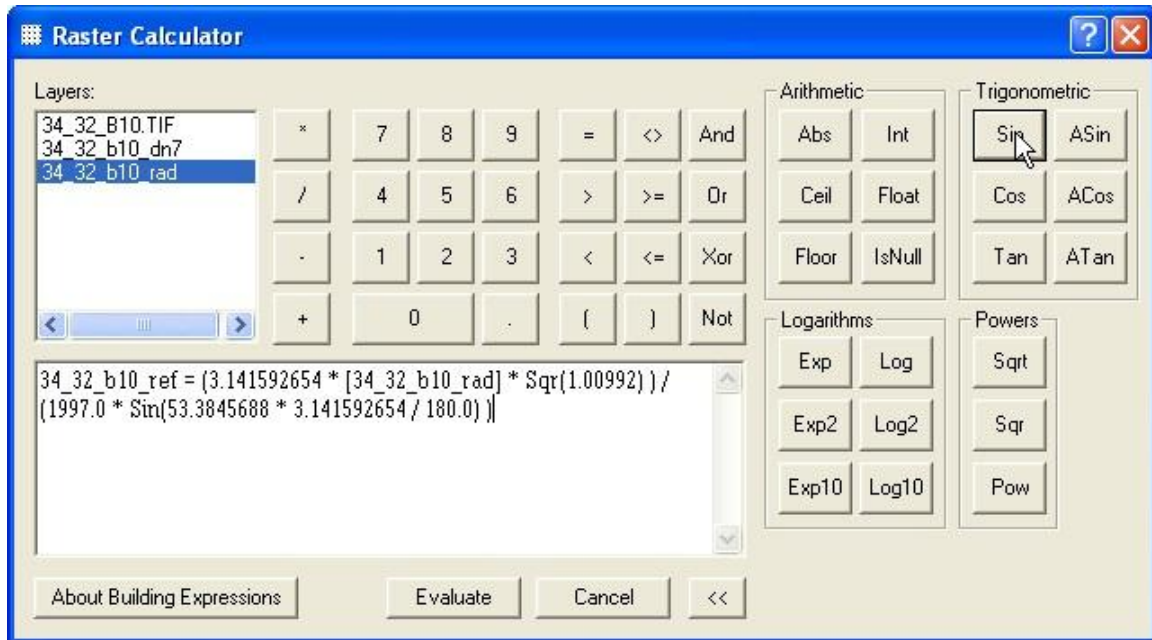 Raster Calculator
Layers:
34_32_B10.TIF
34_32_b10_dn7
34_32_b10_rad
* 7 8 9 = <> And
/ 4 5 6 > >= Or
- 1 2 3 < <= Xor
+ 0 . ( ) Not
Arithmetic
Abs Int
Ceil Float
Floor IsNull
Trigonometric
Sin ASin
Cos ACos
Tan ATan
Logarithms
Exp Log
Exp2 Log2
Exp10 Log10
Powers
Sqrt
Sqr
Pow
34_32_b10_ref = (3.141592654 * [34_32_b10_rad] * Sqr(1.00992) ) /
(1997.0 * Sin(53.3845688 * 3.141592654 / 180.0) )
About Building Expressions Evaluate Cancel <<